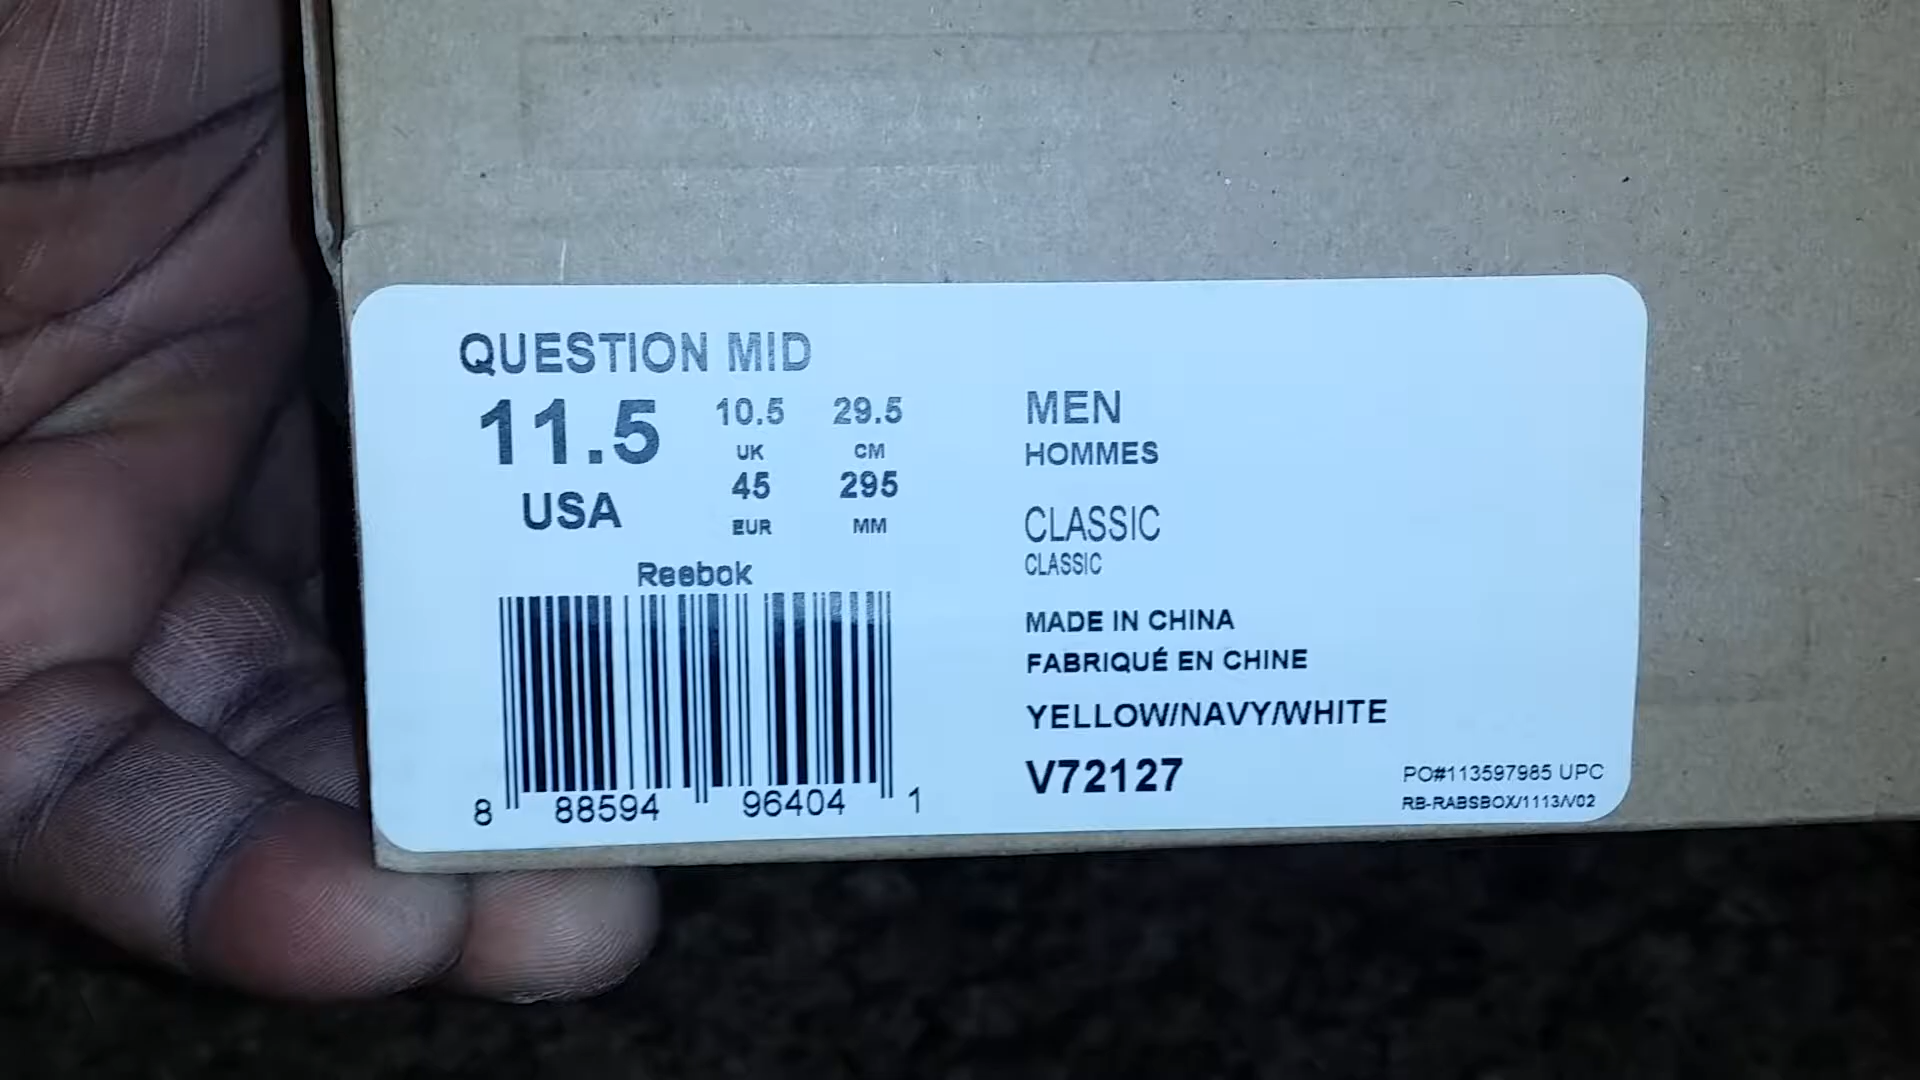 QUESTION MID
11.5
USA
10.5 29.5
UK CM
45 295
EUR MM
Reebok
8 88594 96404 1
MEN
HOMMES
CLASSIC
CLASSIC
MADE IN CHINA
FABRIQUÉ EN CHINE
YELLOW/NAVY/WHITE
V72127
PO#113597985 UPC
RB-RABSBOX/1113/V02